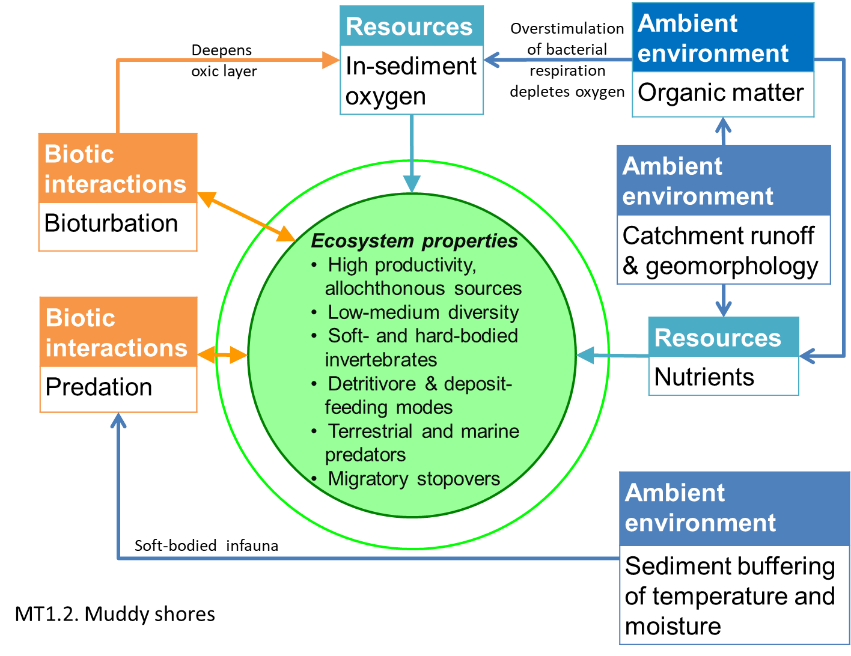 Resources
In-sediment
oxygen
Deepens
oxic layer
Overstimulation
of bacterial
respiration
depletes oxygen
Ambient
environment
Organic matter
Biotic
interactions
Bioturbation
Ambient
environment
Catchment runoff
& geomorphology
Ecosystem properties
• High productivity,
allochthonous sources
• Low-medium diversity
• Soft- and hard-bodied
invertebrates
• Detritivore & deposit-
feeding modes
• Terrestrial and marine
predators
• Migratory stopovers
Biotic
interactions
Predation
Resources
Nutrients
Ambient
environment
Sediment buffering
of temperature and
moisture
Soft-bodied infauna
MT1.2. Muddy shores